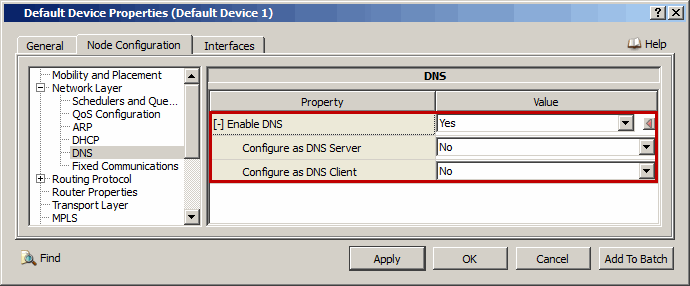 Default Device Properties (Default Device 1)
General Node Configuration Interfaces Help
Mobility and Placement
Network Layer
Schedulers and Que...
QoS Configuration
ARP
DHCP
DNS
Fixed Communications
Routing Protocol
Router Properties
Transport Layer
MPLS
DNS
Property Value
[-] Enable DNS Yes
Configure as DNS Server No
Configure as DNS Client No
Find Apply OK Cancel Add To Batch